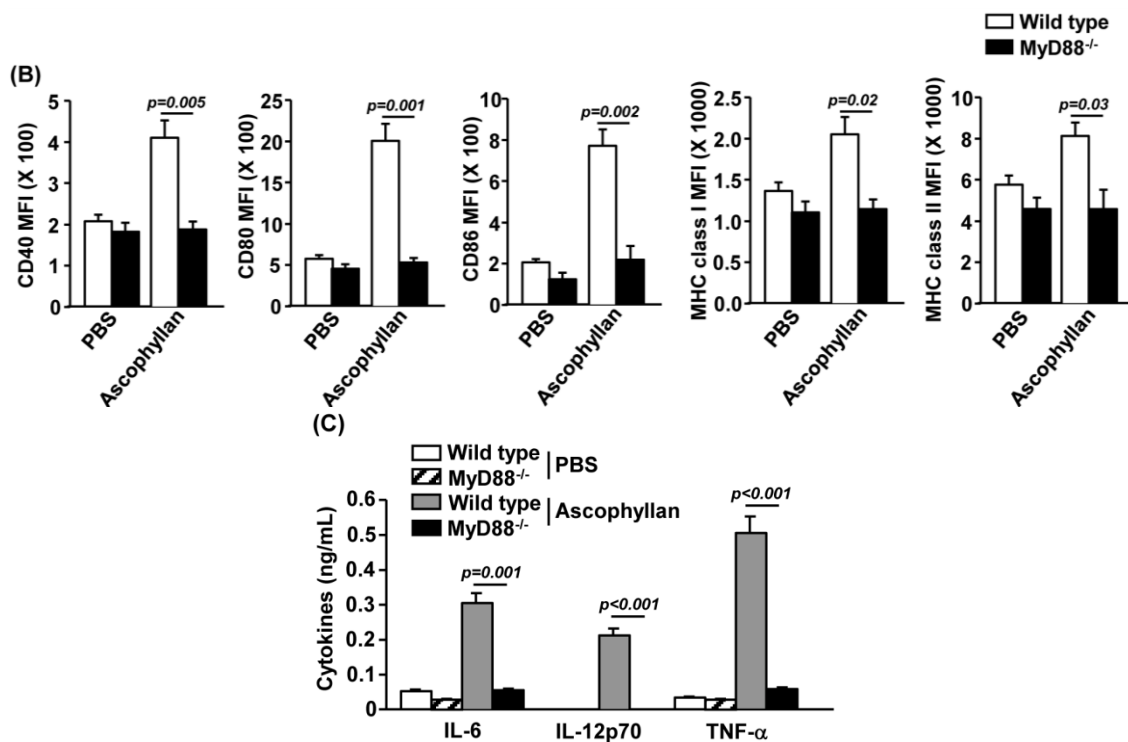 Wild type
MyD88-/-
(B)
CD40 MFI (X 100)
5
4
3
2
1
0
p=0.005
PBS
Ascophyllan
CD80 MFI (X 100)
25
20
15
10
5
0
p=0.001
PBS
Ascophyllan
CD86 MFI (X 100)
10
8
6
4
2
0
p=0.002
PBS
Ascophyllan
MHC class I MFI (X 1000)
2.5
2.0
1.5
1.0
0.5
0.0
p=0.02
PBS
Ascophyllan
MHC class II MFI (X 1000)
10
8
6
4
2
0
p=0.03
PBS
Ascophyllan
(C)
Wild type
MyD88-/-
PBS
Wild type
MyD88-/-
Ascophyllan
Cytokines (ng/mL)
0.6
0.5
0.4
0.3
0.2
0.1
0
p=0.001
p<0.001
p<0.001
IL-6
IL-12p70
TNF-α